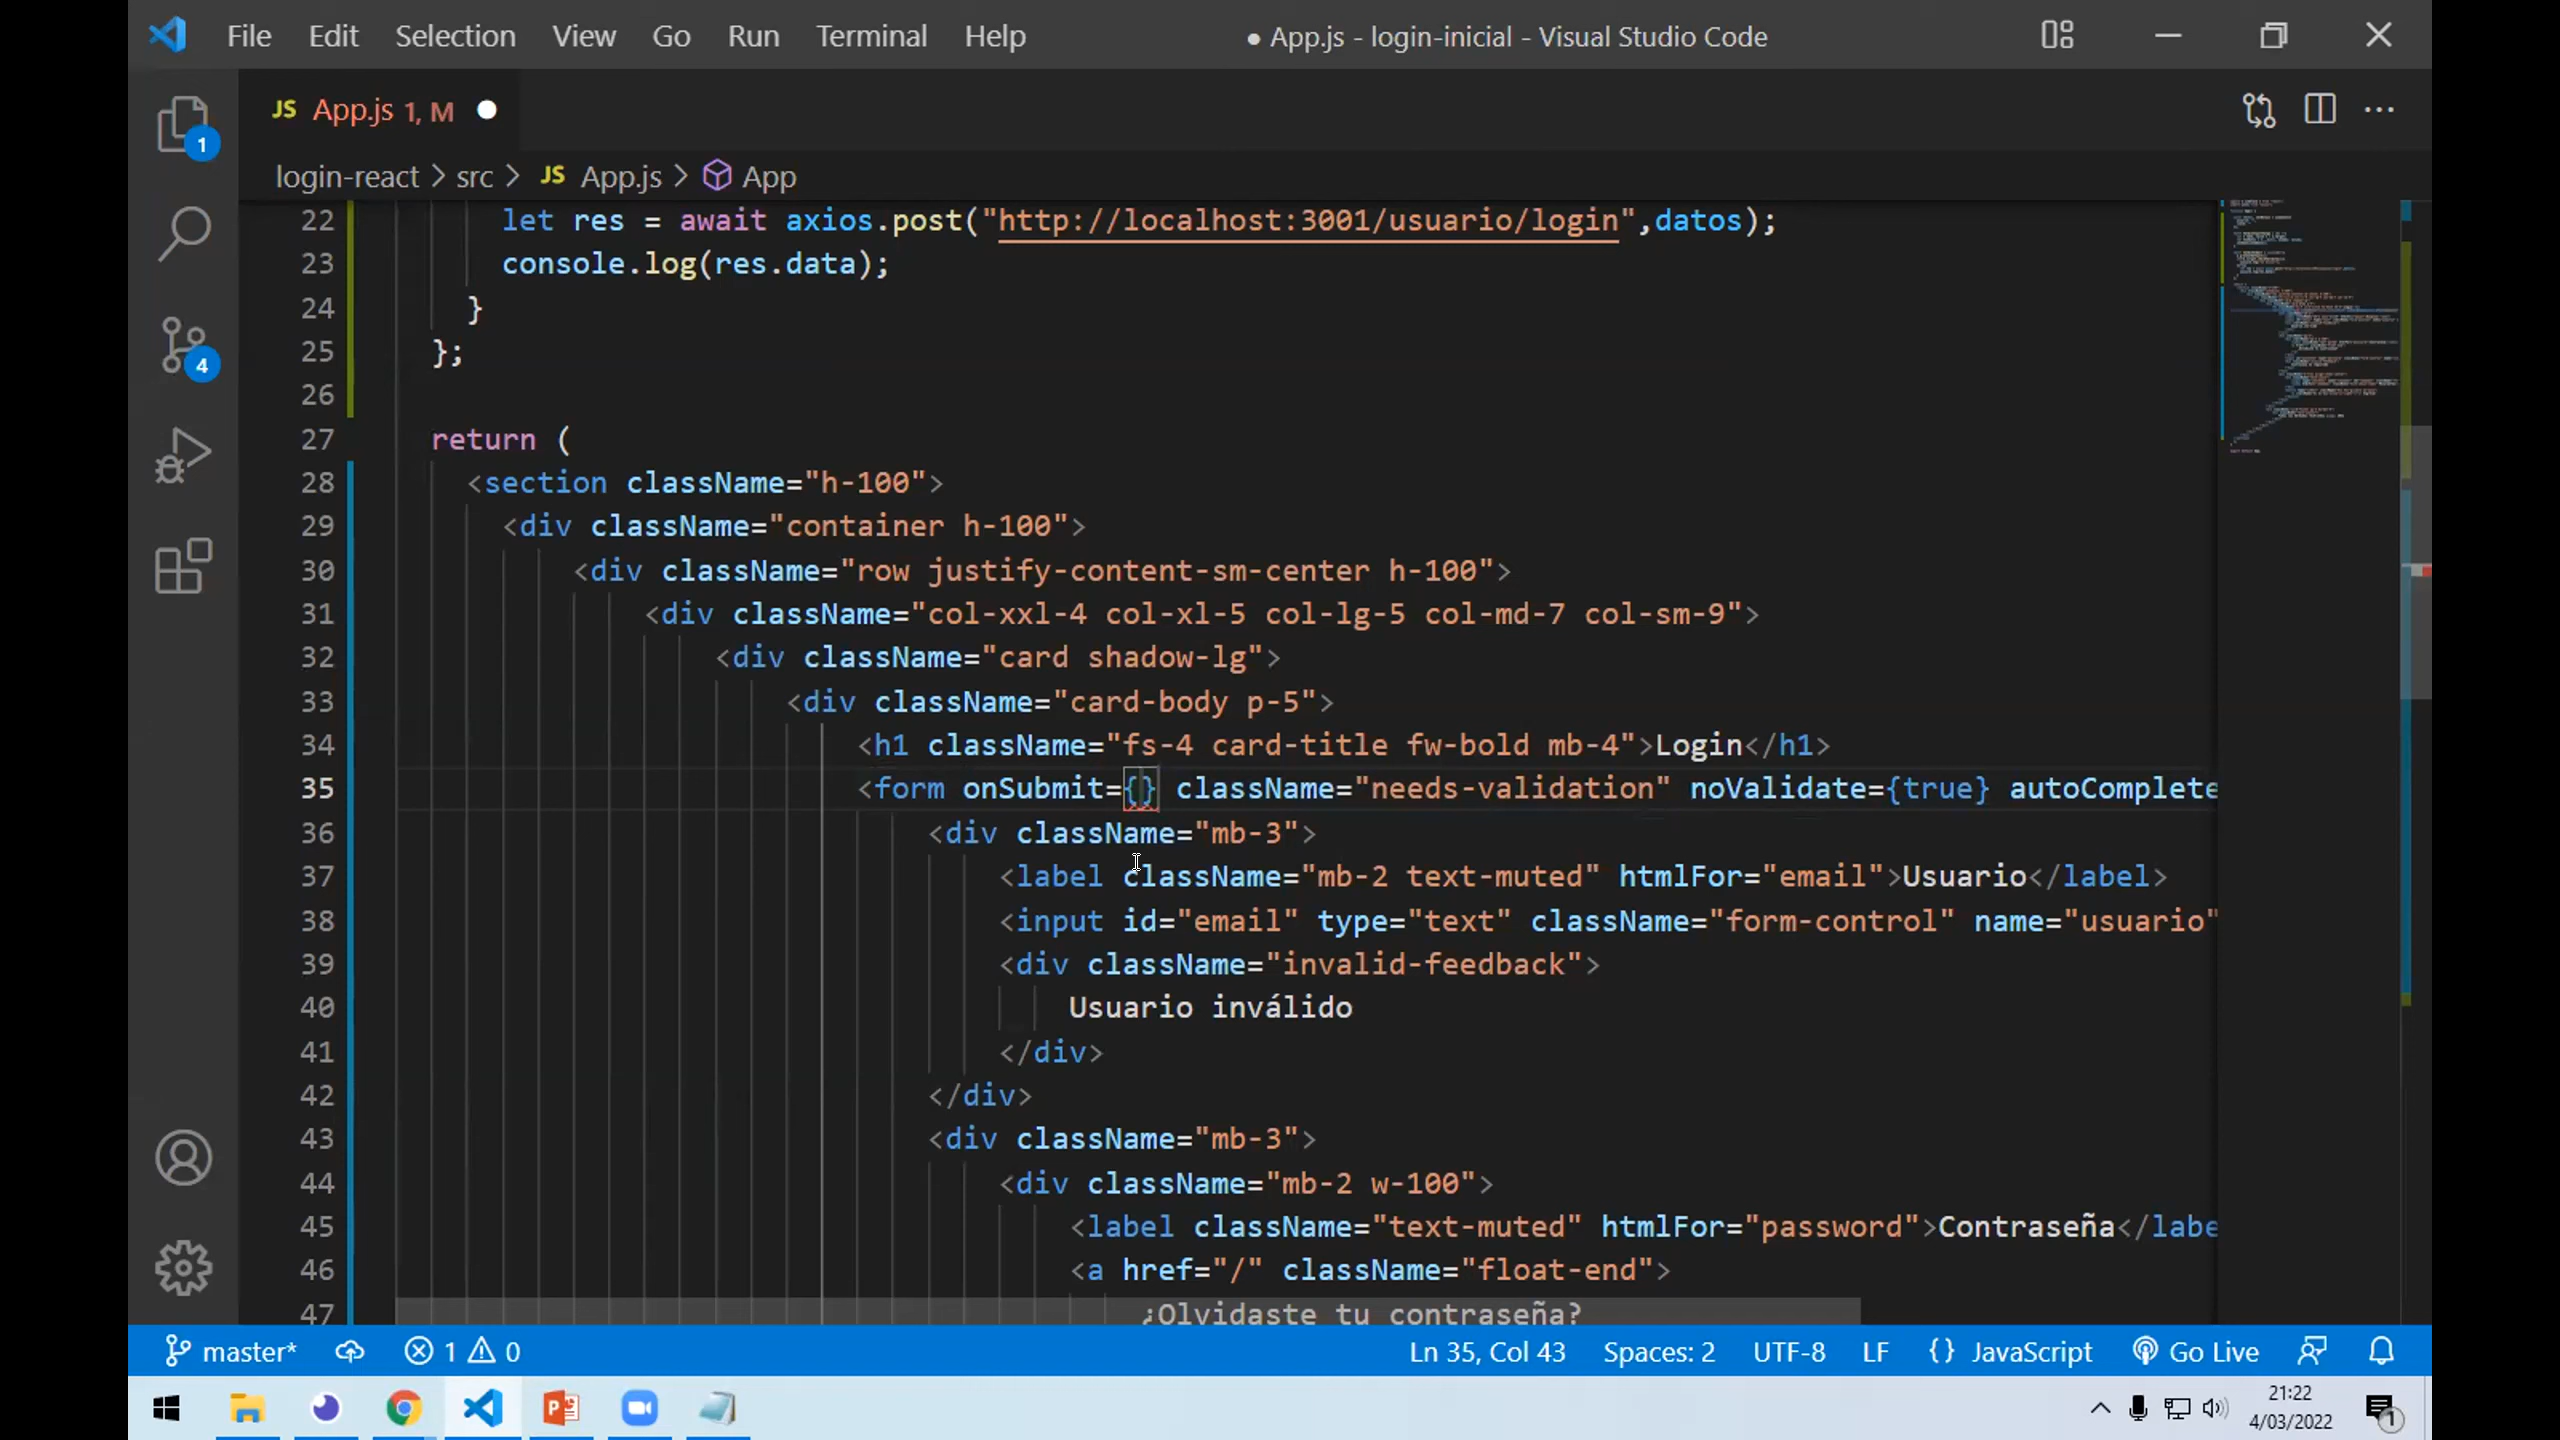 File Edit Selection View Go Run Terminal Help ● App.js - login-inicial - Visual Studio Code
JS App.js 1, M
login-react > src > JS App.js > App
22 let res = await axios.post("http://localhost:3001/usuario/login",datos);
23 console.log(res.data);
24 }
25 };
26
27 return (
28 <section className="h-100">
29 <div className="container h-100">
30 <div className="row justify-content-sm-center h-100">
31 <div className="col-xxl-4 col-xl-5 col-lg-5 col-md-7 col-sm-9">
32 <div className="card shadow-lg">
33 <div className="card-body p-5">
34 <h1 className="fs-4 card-title fw-bold mb-4">Login</h1>
35 <form onSubmit={} className="needs-validation" noValidate={true} autoComplete
36 <div className="mb-3">
37 <label className="mb-2 text-muted" htmlFor="email">Usuario</label>
38 <input id="email" type="text" className="form-control" name="usuario"
39 <div className="invalid-feedback">
40 Usuario inválido
41 </div>
42 </div>
43 <div className="mb-3">
44 <div className="mb-2 w-100">
45 <label className="text-muted" htmlFor="password">Contraseña</labe
46 <a href="/" className="float-end">
47 ¿Olvidaste tu contraseña?
1
4
master* 1 0 Ln 35, Col 43 Spaces: 2 UTF-8 LF {} JavaScript Go Live
21:22
4/03/2022
1